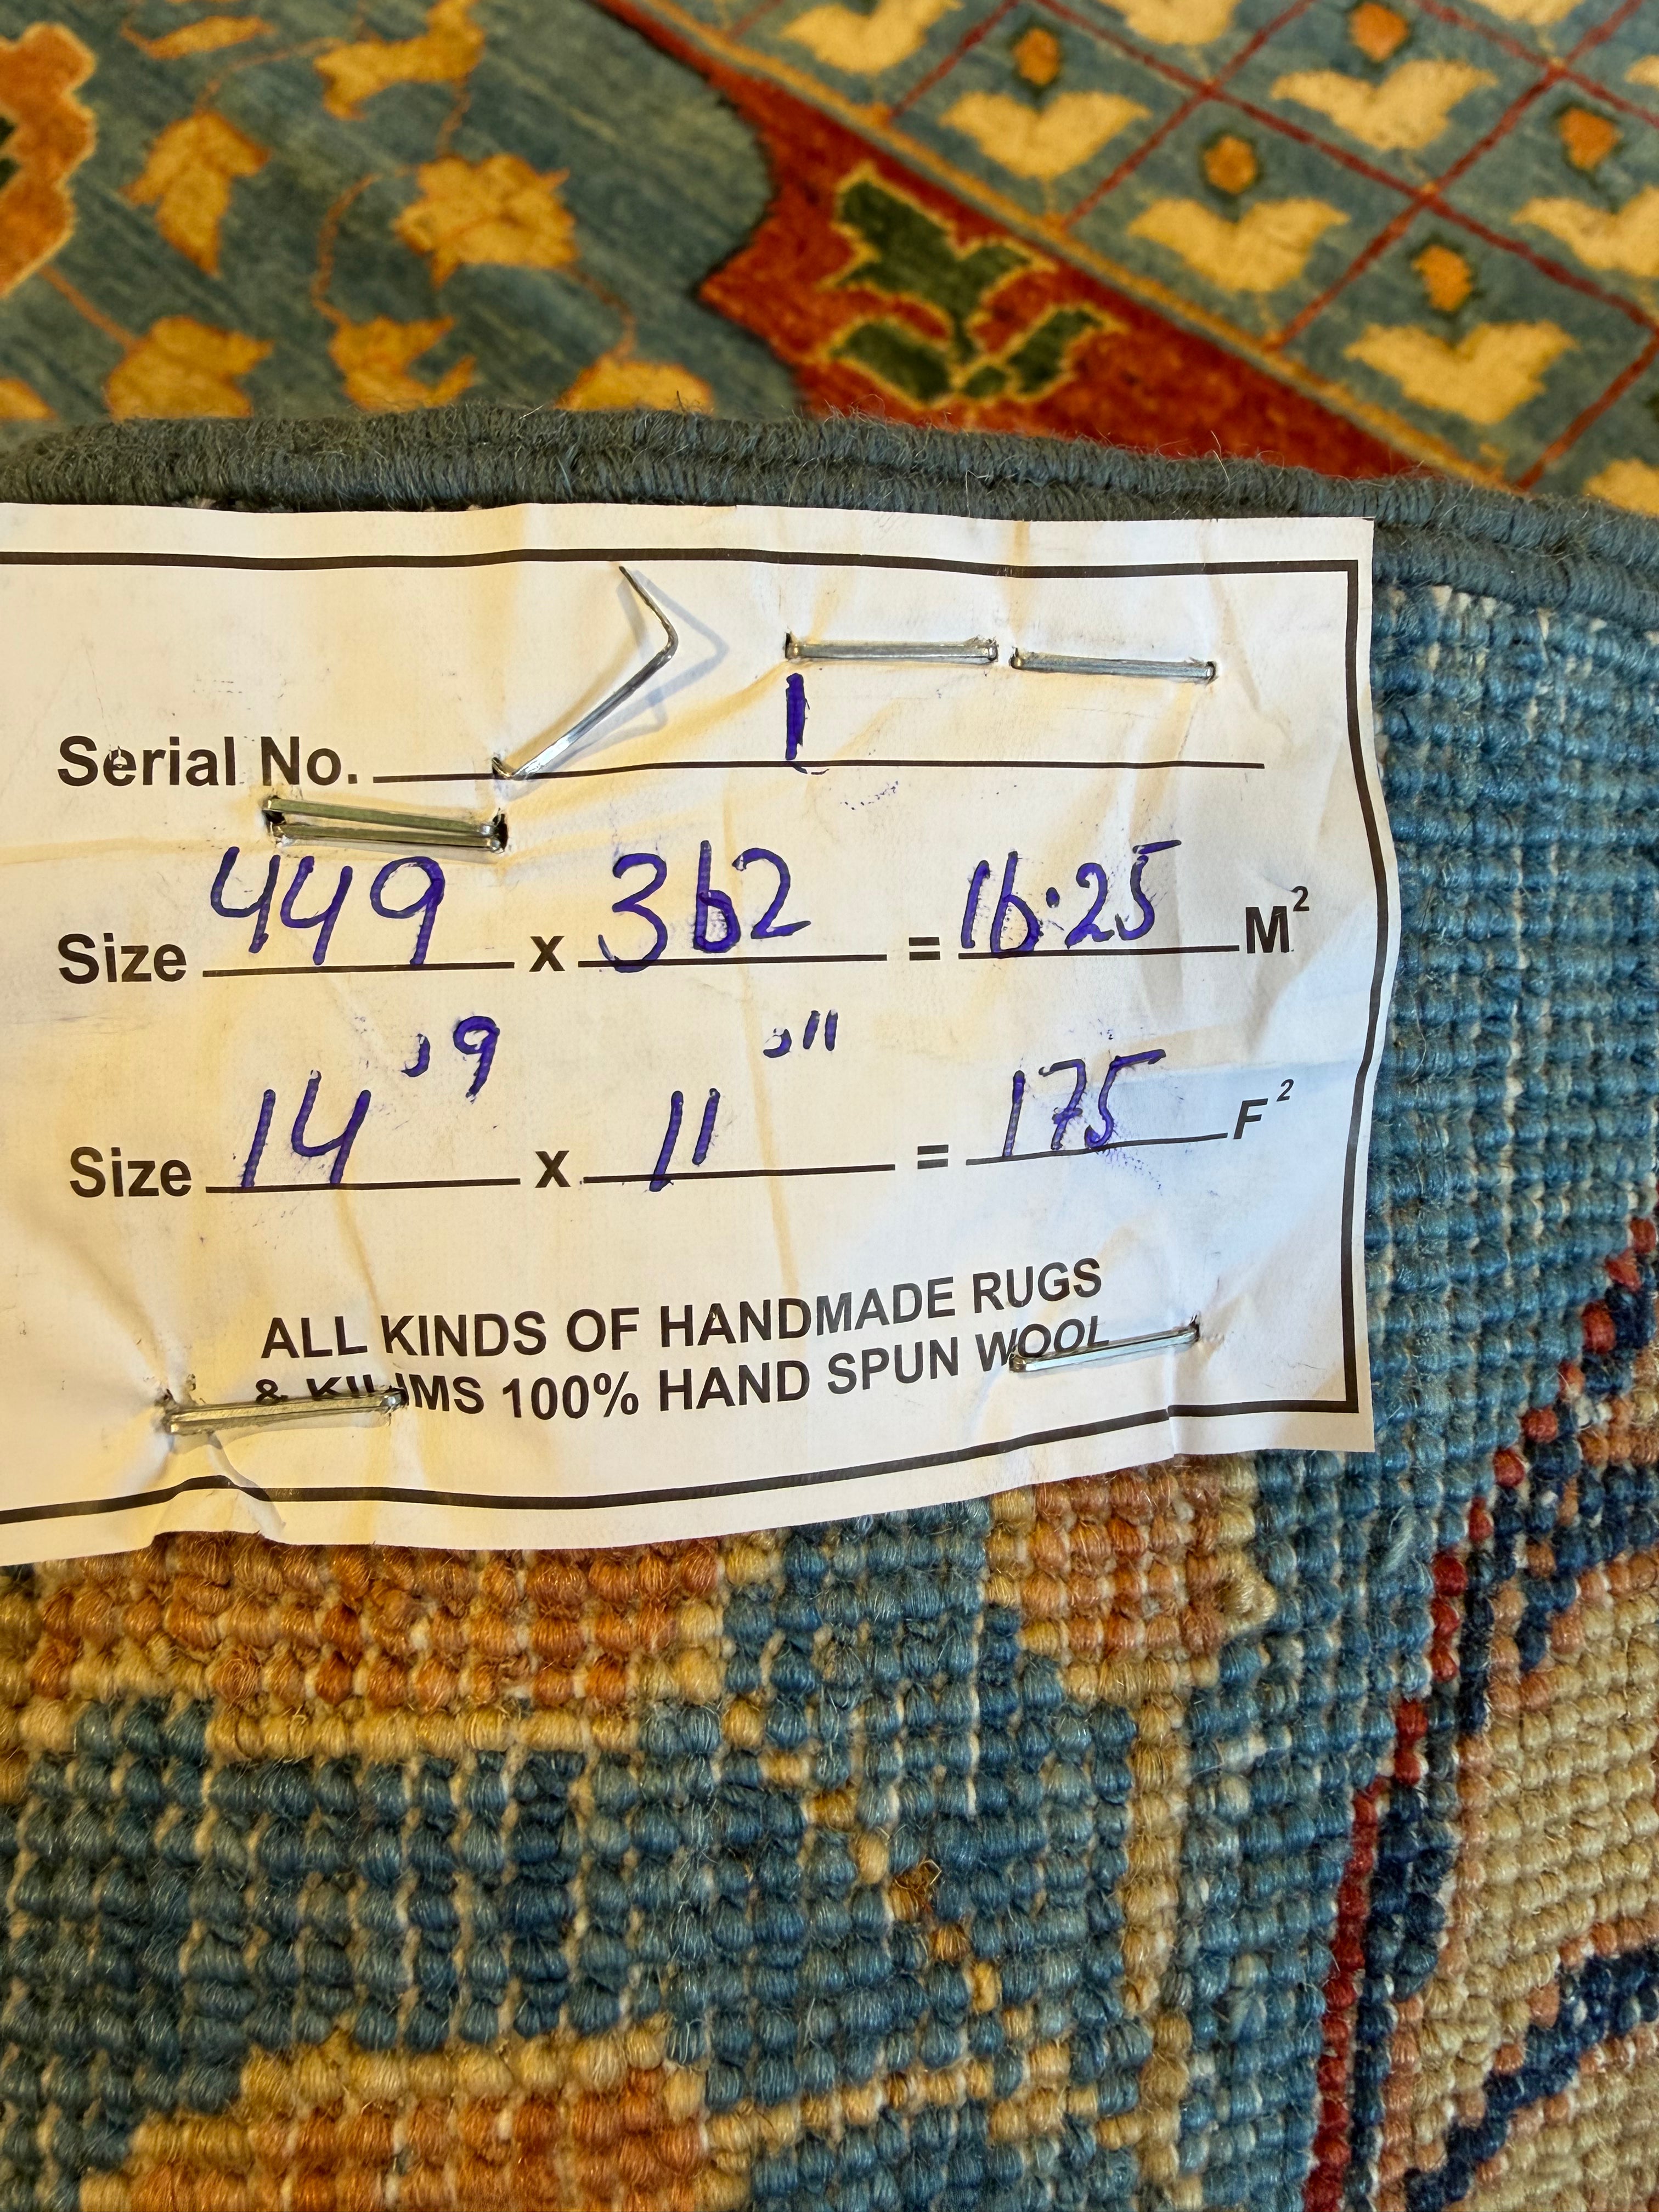 Serial No. 1
Size 449 x 362 = 16.25 M²
Size 14'9 x 11'11 = 175 F²
ALL KINDS OF HANDMADE RUGS
& KILIMS 100% HAND SPUN WOOL